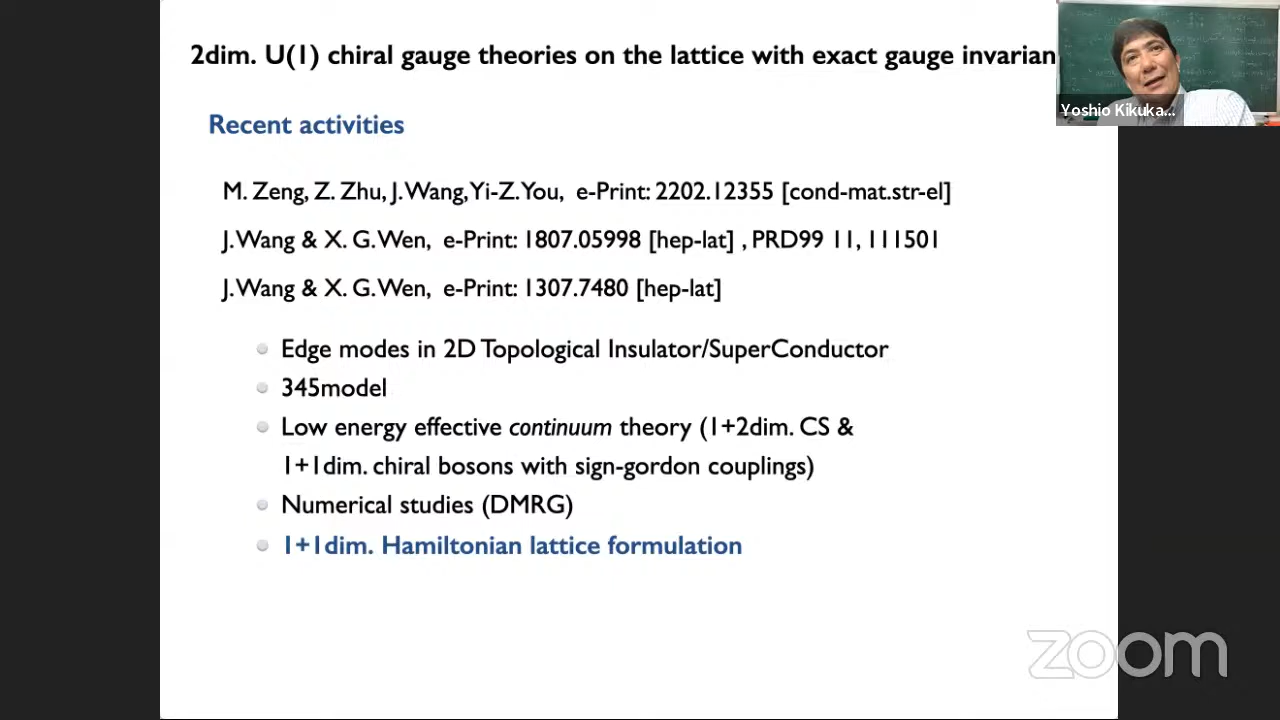 2dim. U(1) chiral gauge theories on the lattice with exact gauge invarian
Yoshio Kikuka...
Recent activities
M. Zeng, Z. Zhu, J. Wang, Yi-Z. You, e-Print: 2202.12355 [cond-mat.str-el]
J. Wang & X. G. Wen, e-Print: 1807.05998 [hep-lat] , PRD99 11, 111501
J. Wang & X. G. Wen, e-Print: 1307.7480 [hep-lat]
Edge modes in 2D Topological Insulator/SuperConductor
345model
Low energy effective continuum theory (1+2dim. CS &
1+1dim. chiral bosons with sign-gordon couplings)
Numerical studies (DMRG)
1+1dim. Hamiltonian lattice formulation
zoom